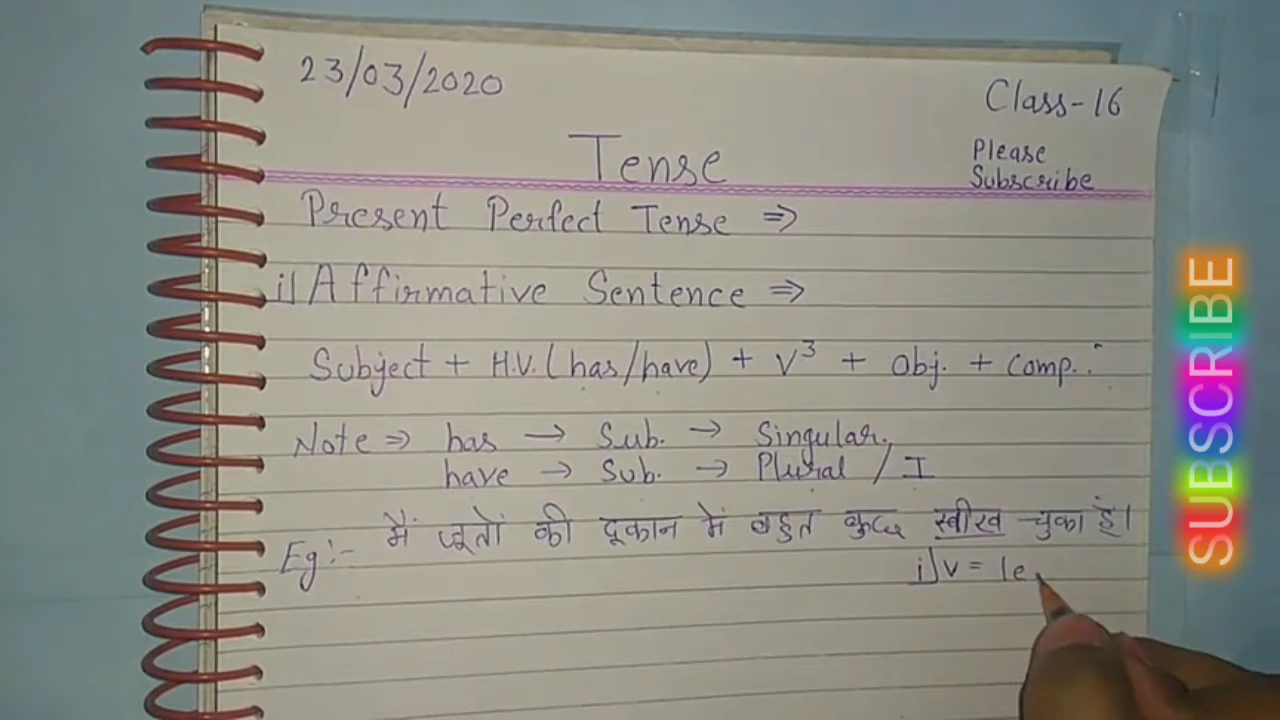 23/03/2020
Class-16
Please
Subscribe
Tense
Present Perfect Tense ⇒
i) Affirmative Sentence ⇒
Subject + H.V. (has/have) + V³ + Obj. + Comp.
Note ⇒ has → Sub. → Singular.
have → Sub. → Plural / I
Eg:- मैं जूतों की दूकान में बहुत कुछ सीख चुका हूं।
i) V = le
SUBSCRIBE